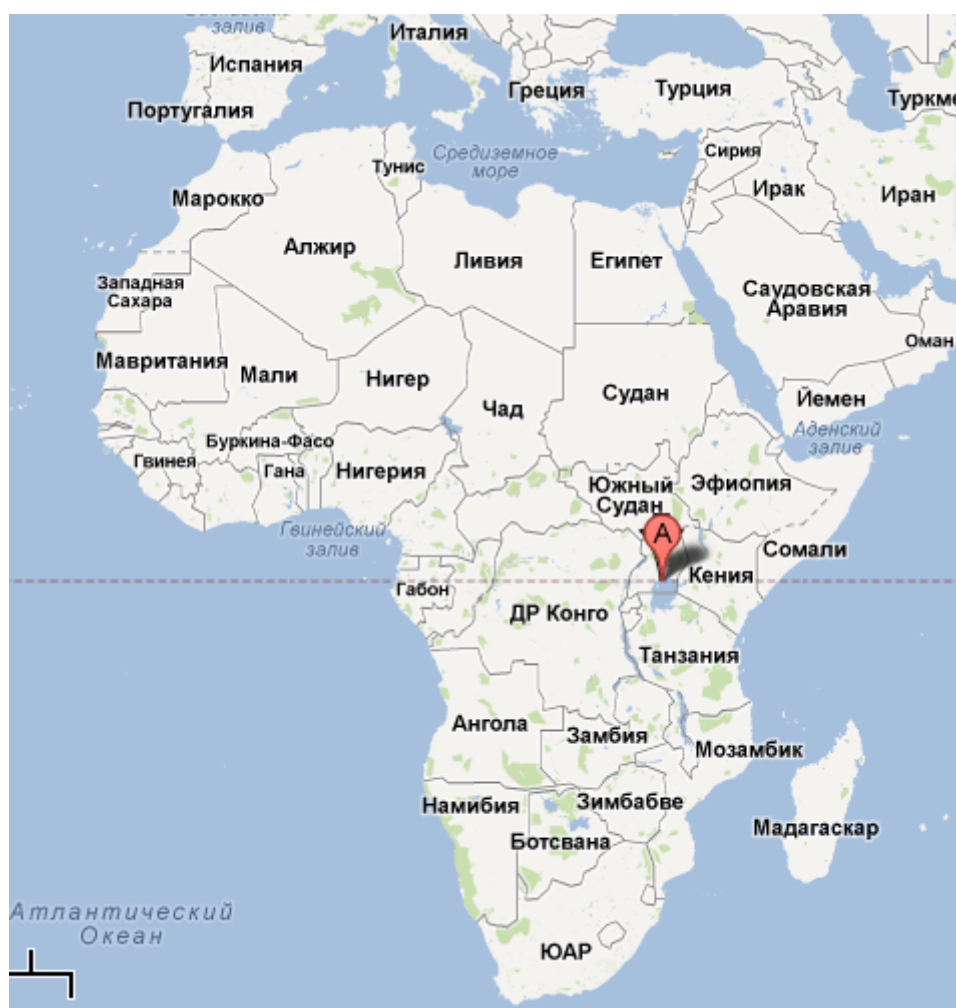 залив
Италия
Испания
Португалия
Греция
Турция
Туркме
Средиземное
море
Тунис
Сирия
Ирак
Иран
Марокко
Алжир
Ливия
Египет
Западная
Сахара
Саудовская
Аравия
Оман
Мавритания
Мали
Нигер
Чад
Судан
Йемен
Аденский
залив
Буркина-Фасо
Гвинея
Гана
Нигерия
Южный
Судан
Эфиопия
Гвинейский
залив
A
Сомали
Габон
Кения
ДР Конго
Танзания
Ангола
Замбия
Мозамбик
Намибия
Зимбабве
Ботсвана
Мадагаскар
Атлантический
Океан
ЮАР